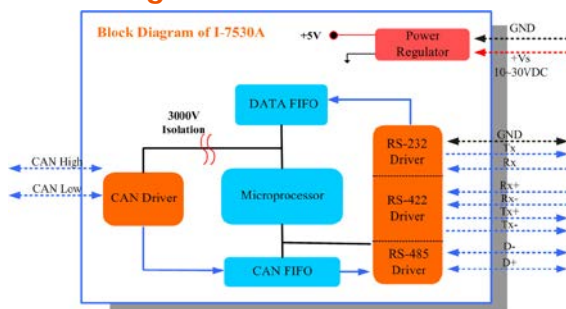 Block Diagram of I-7530A
+5V
Power
Regulator
GND
+Vs
10~30VDC
DATA FIFO
3000V
Isolation
CAN High
CAN Low
CAN Driver
Microprocessor
CAN FIFO
RS-232
Driver
RS-422
Driver
RS-485
Driver
GND
Tx
Rx
Rx+
Rx-
Tx+
Tx-
D-
D+